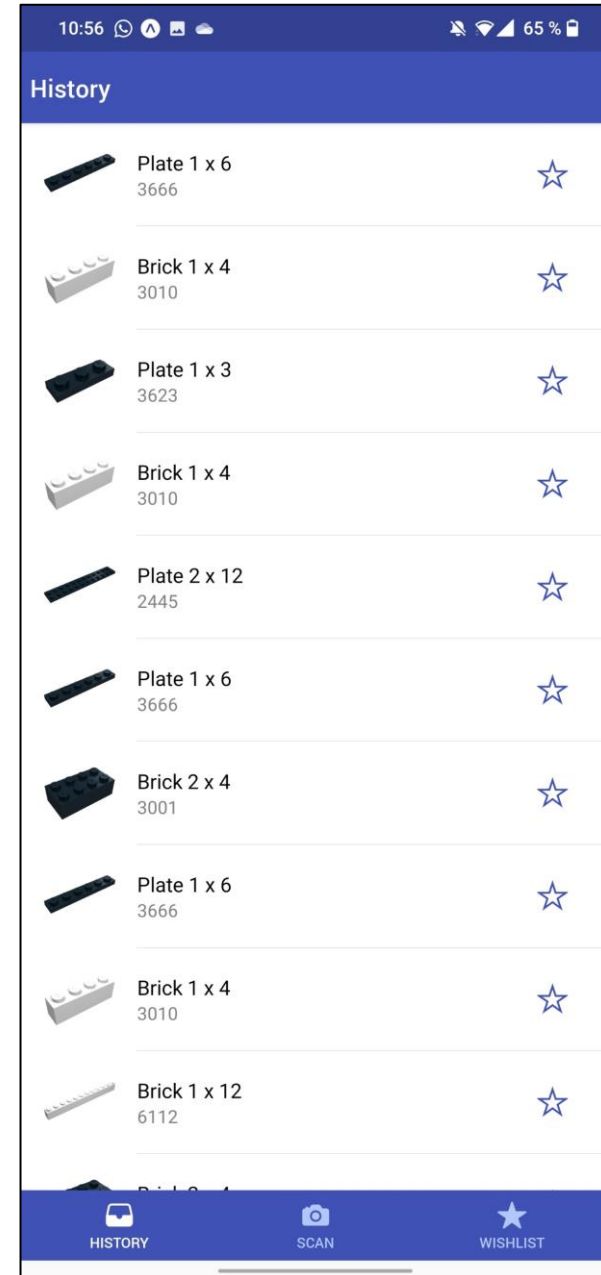 10:56
65 %
History
Plate 1 x 6
3666
Brick 1 x 4
3010
Plate 1 x 3
3623
Brick 1 x 4
3010
Plate 2 x 12
2445
Plate 1 x 6
3666
Brick 2 x 4
3001
Plate 1 x 6
3666
Brick 1 x 4
3010
Brick 1 x 12
6112
HISTORY
SCAN
WISHLIST